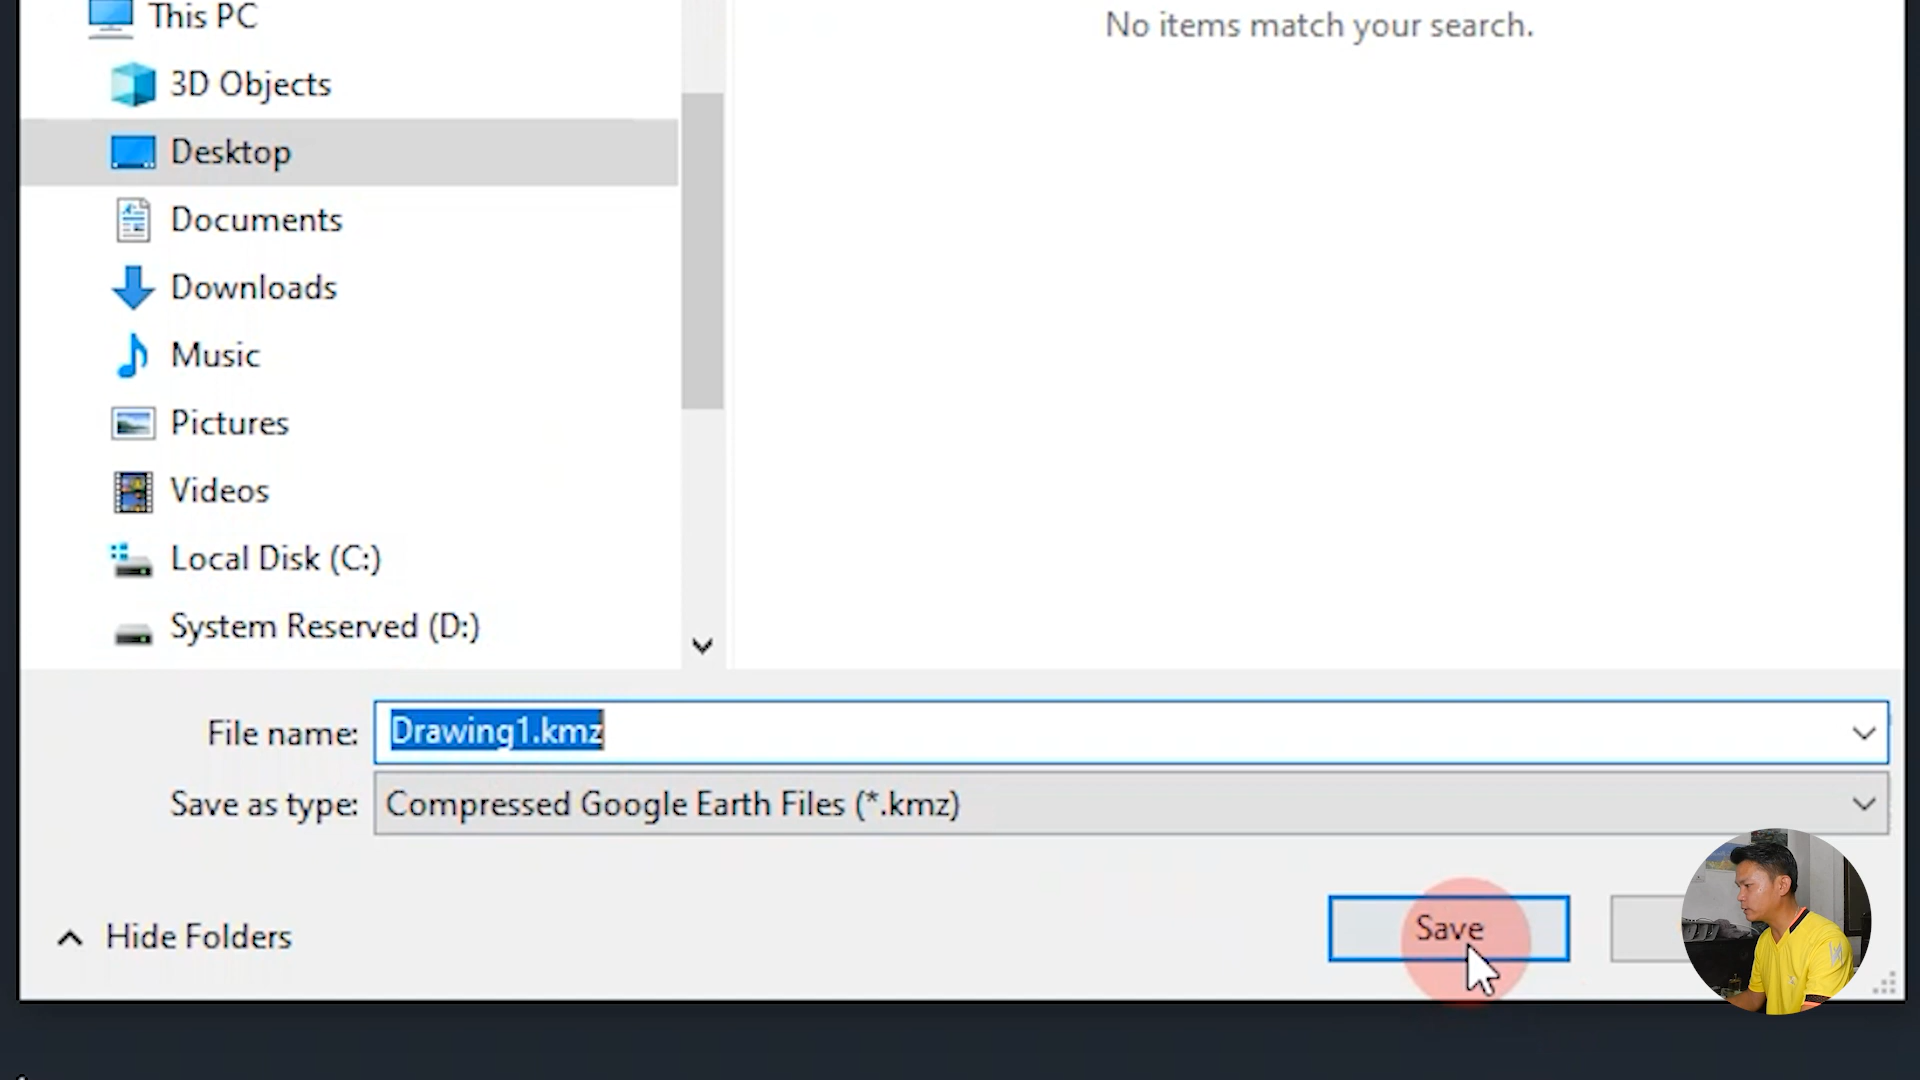 This PC
No items match your search.
3D Objects
Desktop
Documents
Downloads
Music
Pictures
Videos
Local Disk (C:)
System Reserved (D:)
File name: Drawing1.kmz
Save as type: Compressed Google Earth Files (*.kmz)
Hide Folders
Save